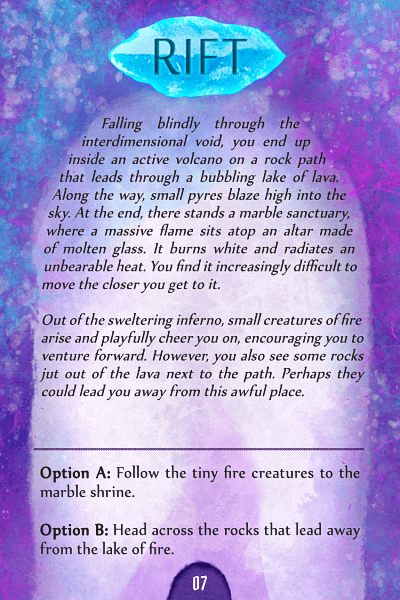 RIFT
Falling blindly through the
interdimensional void, you end up
inside an active volcano on a rock path
that leads through a bubbling lake of lava.
Along the way, small pyres blaze high into the
sky. At the end, there stands a marble sanctuary,
where a massive flame sits atop an altar made
of molten glass. It burns white and radiates an
unbearable heat. You find it increasingly difficult to
move the closer you get to it.
Out of the sweltering inferno, small creatures of fire
arise and playfully cheer you on, encouraging you to
venture forward. However, you also see some rocks
jut out of the lava next to the path. Perhaps they
could lead you away from this awful place.
Option A: Follow the tiny fire creatures to the
marble shrine.
Option B: Head across the rocks that lead away
from the lake of fire.
07